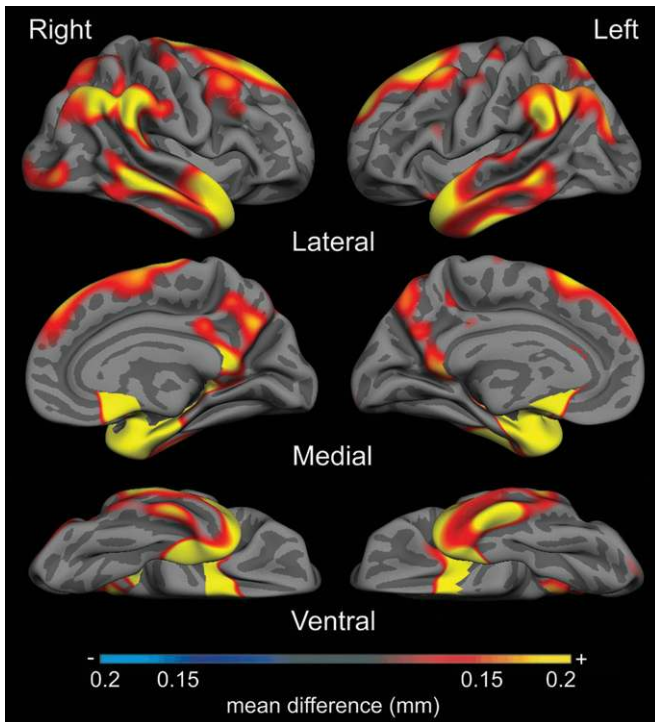 Right Left
Lateral
Medial
Ventral
- +
0.2 0.15 0.15 0.2
mean difference (mm)